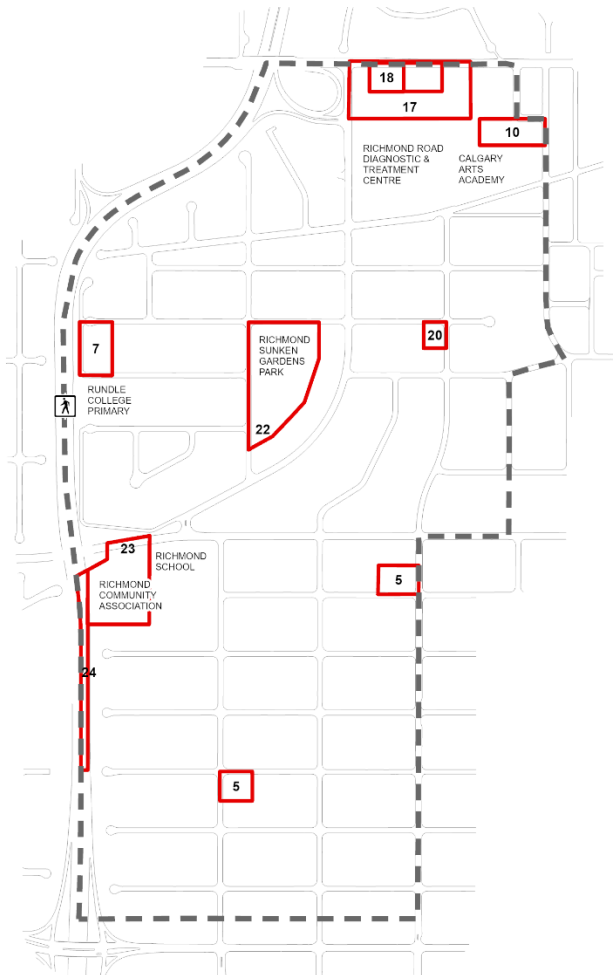 18
17
10
RICHMOND ROAD
DIAGNOSTIC &
TREATMENT
CENTRE
CALGARY
ARTS
ACADEMY
20
7
RICHMOND
SUNKEN
GARDENS
PARK
22
RUNDLE
COLLEGE
PRIMARY
23
RICHMOND
SCHOOL
RICHMOND
COMMUNITY
ASSOCIATION
5
24
5